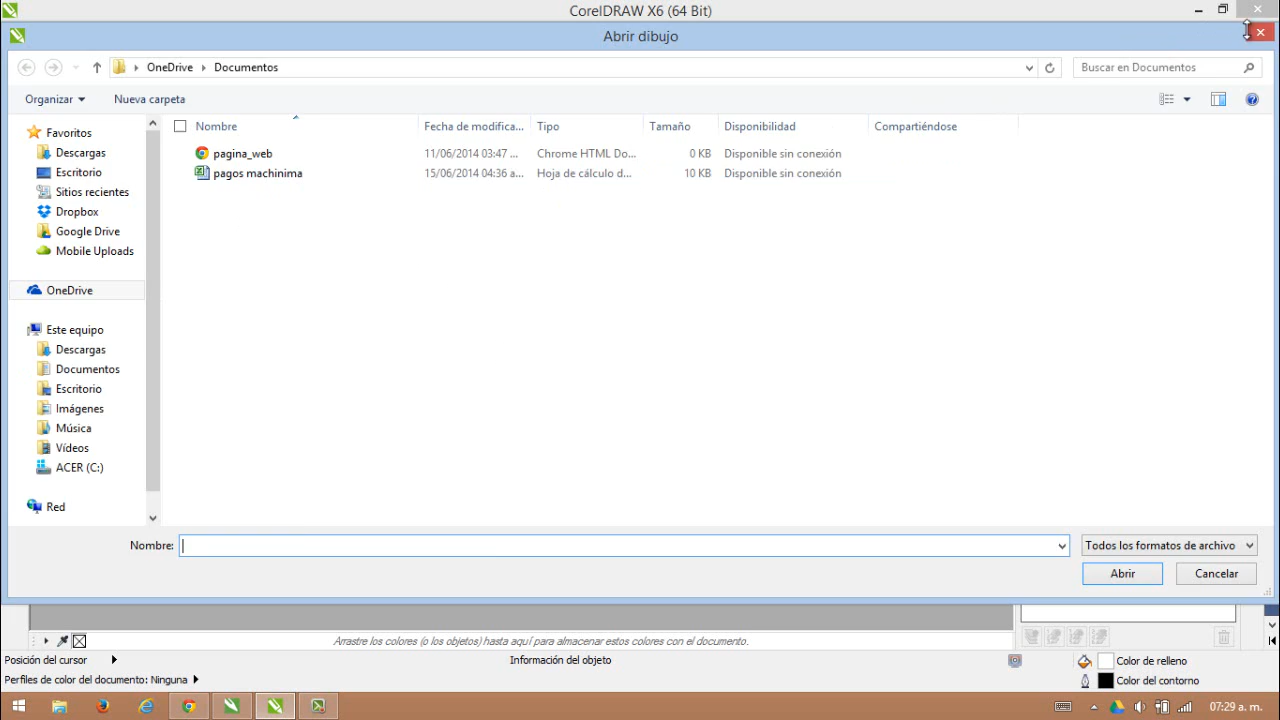 CorelDRAW X6 (64 Bit)
Abrir dibujo
OneDrive Documentos
Buscar en Documentos
Organizar Nueva carpeta
Nombre Fecha de modifica... Tipo Tamaño Disponibilidad Compartiéndose
pagina_web 11/06/2014 03:47 ... Chrome HTML Do... 0 KB Disponible sin conexión
pagos machinima 15/06/2014 04:36 a... Hoja de cálculo d... 10 KB Disponible sin conexión
Favoritos
Descargas
Escritorio
Sitios recientes
Dropbox
Google Drive
Mobile Uploads
OneDrive
Este equipo
Descargas
Documentos
Escritorio
Imágenes
Música
Vídeos
ACER (C:)
Red
Nombre: Todos los formatos de archivo
Abrir Cancelar
Arrastre los colores (o los objetos) hasta aquí para almacenar estos colores con el documento.
Posición del cursor Información del objeto Color de relleno
Perfiles de color del documento: Ninguna Color del contorno
07:29 a. m.